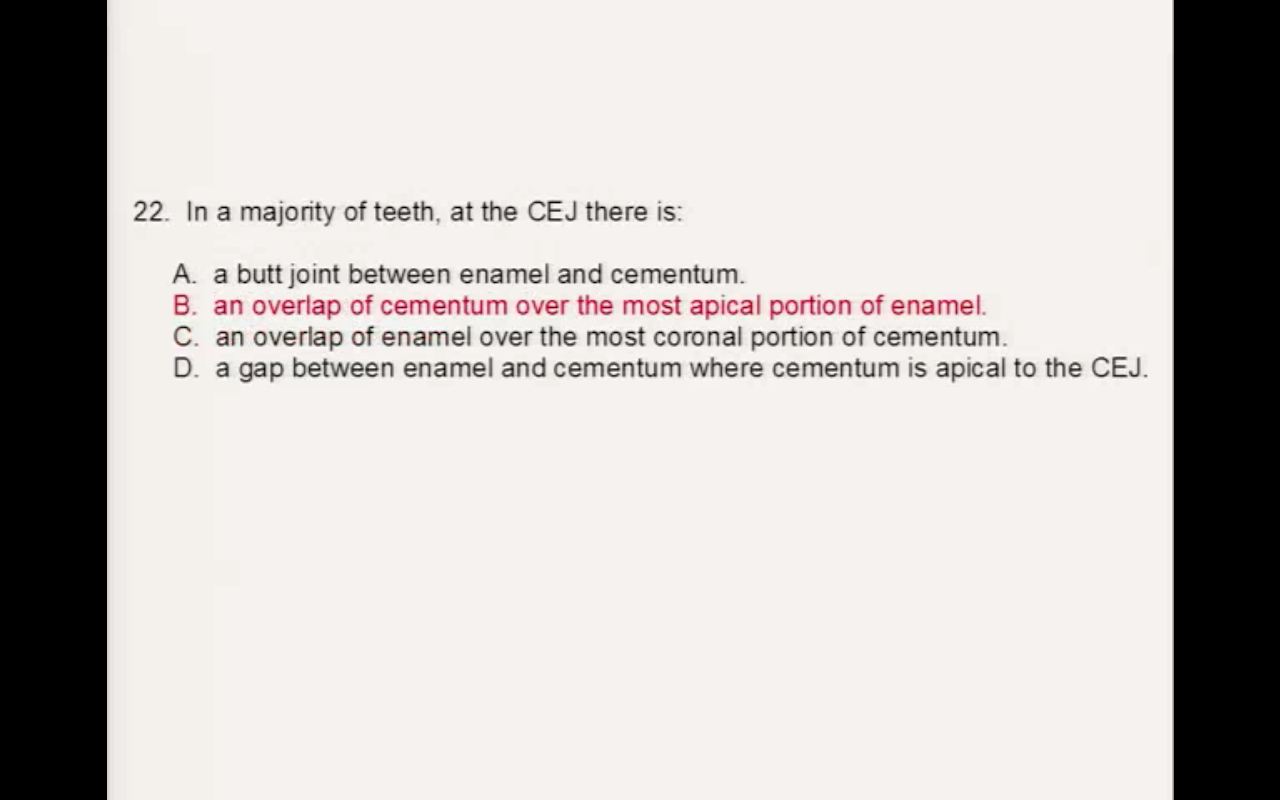 22. In a majority of teeth, at the CEJ there is:
A. a butt joint between enamel and cementum.
B. an overlap of cementum over the most apical portion of enamel.
C. an overlap of enamel over the most coronal portion of cementum.
D. a gap between enamel and cementum where cementum is apical to the CEJ.